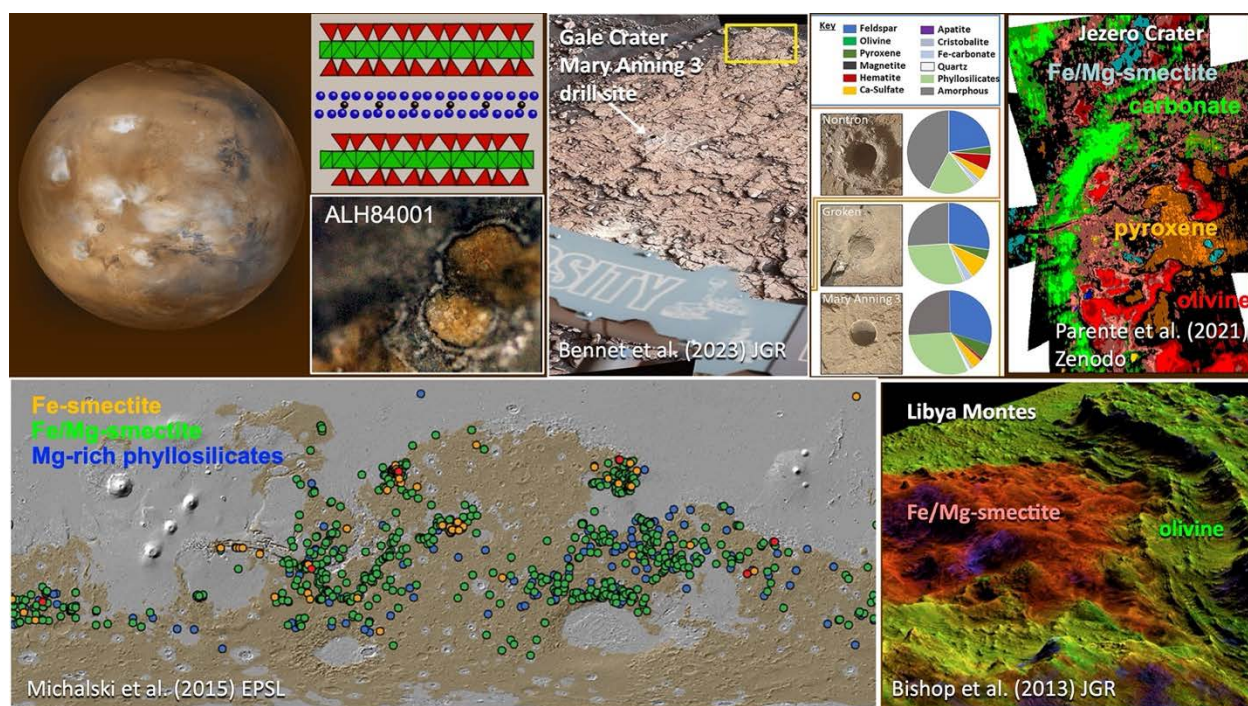 ALH84001
Gale Crater
Mary Anning 3
drill site
OSITY
Bennet et al. (2023) JGR
Key
Feldspar
Olivine
Pyroxene
Magnetite
Hematite
Ca-Sulfate
Apatite
Cristobalite
Fe-carbonate
Quartz
Phyllosilicates
Amorphous
Nontron
Groken
Mary Anning 3
Jezero Crater
Fe/Mg-smectite
carbonate
pyroxene
olivine
Parente et al. (2021)
Zenodo
Fe-smectite
Fe/Mg-smectite
Mg-rich phyllosilicates
Michalski et al. (2015) EPSL
Libya Montes
Fe/Mg-smectite
olivine
Bishop et al. (2013) JGR